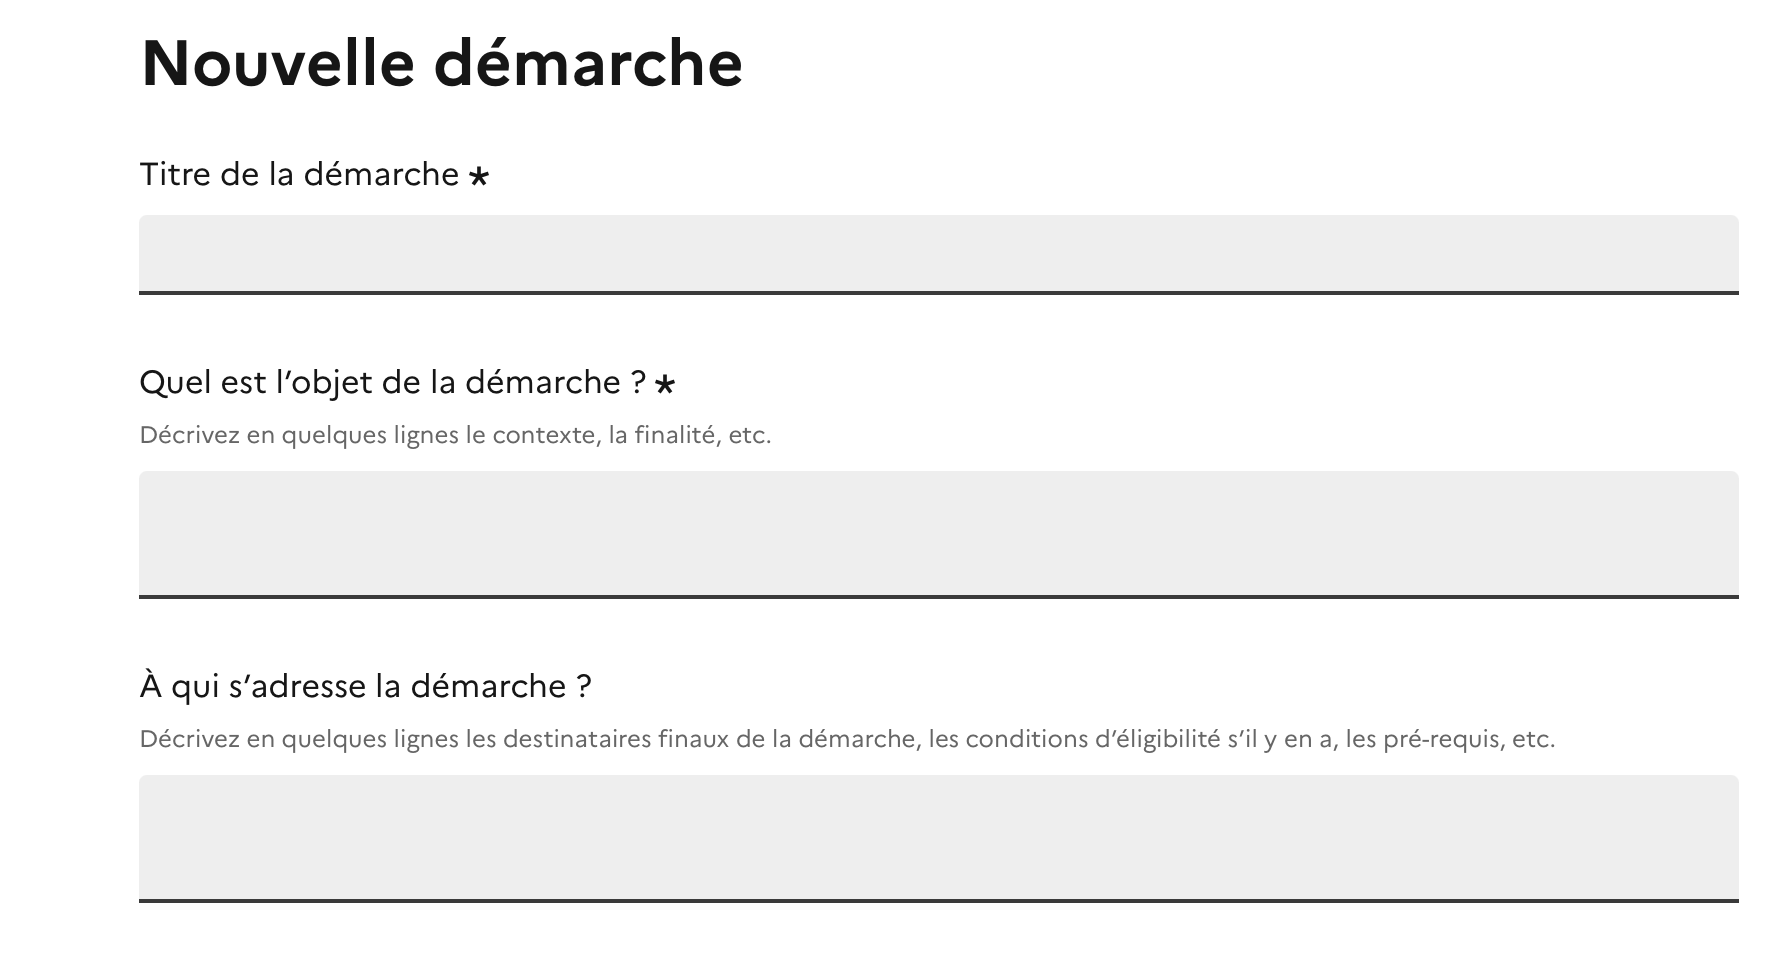 Nouvelle démarche
Titre de la démarche *
Quel est l’objet de la démarche ? *
Décrivez en quelques lignes le contexte, la finalité, etc.
À qui s’adresse la démarche ?
Décrivez en quelques lignes les destinataires finaux de la démarche, les conditions d’éligibilité s’il y en a, les pré-requis, etc.